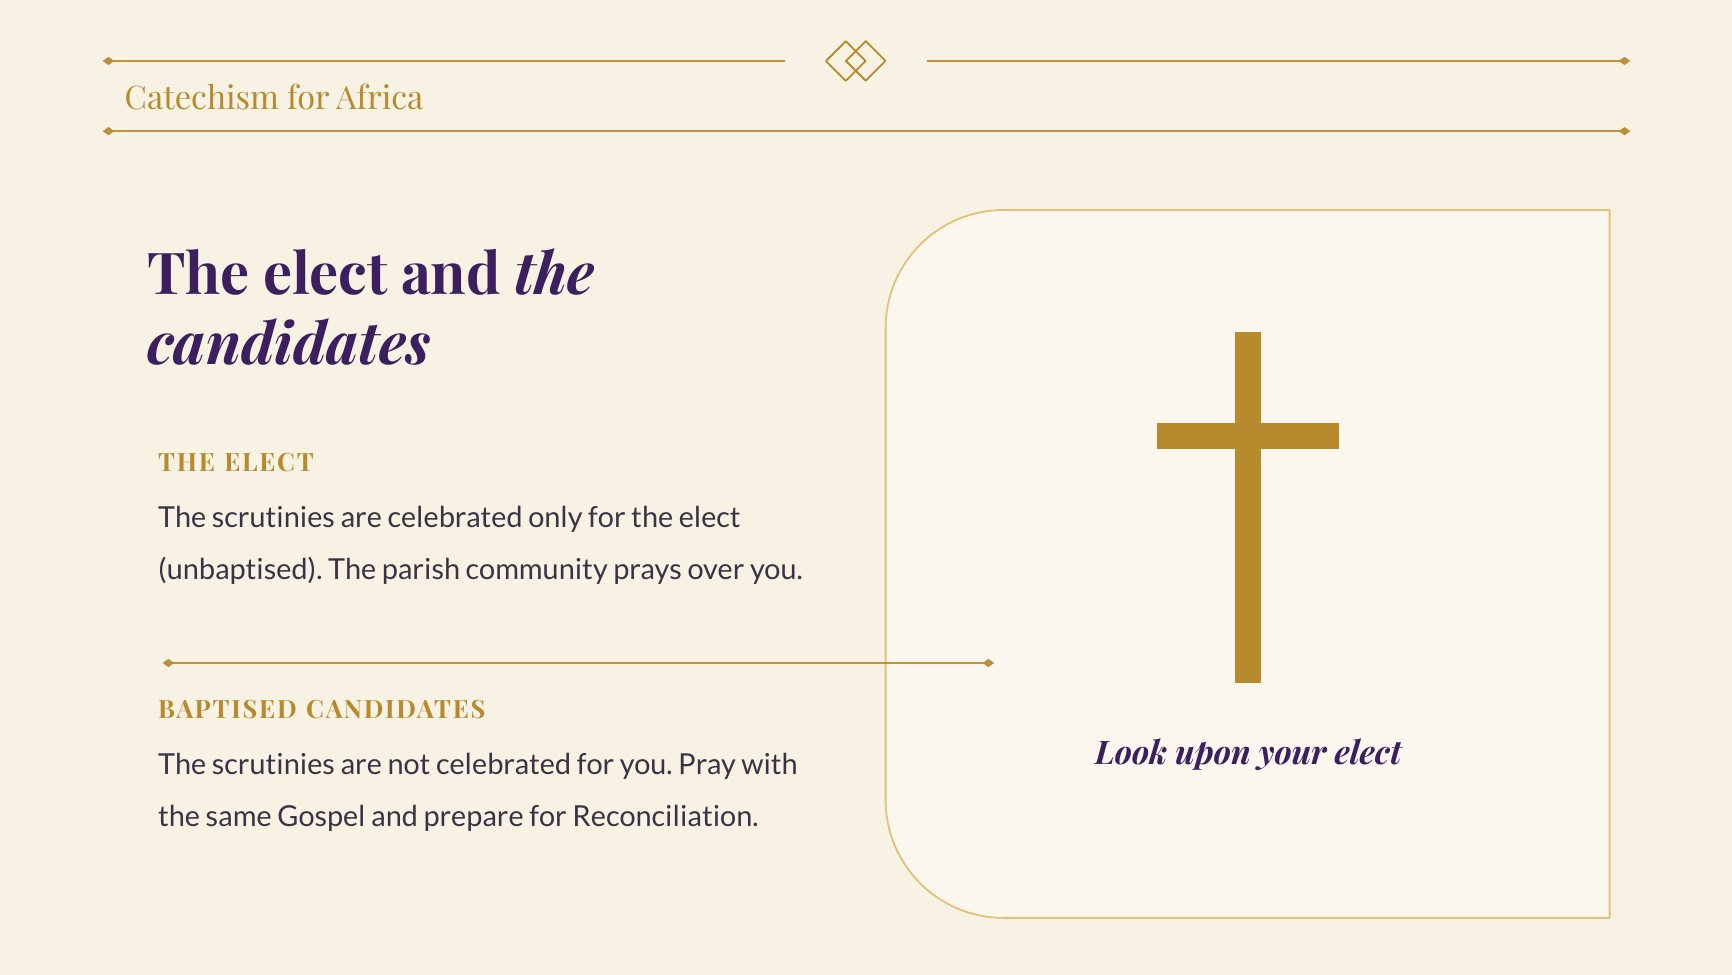 Catechism for Africa
The elect and the
candidates
THE ELECT
The scrutinies are celebrated only for the elect
(unbaptised). The parish community prays over you.
BAPTISED CANDIDATES
The scrutinies are not celebrated for you. Pray with
the same Gospel and prepare for Reconciliation.
Look upon your elect